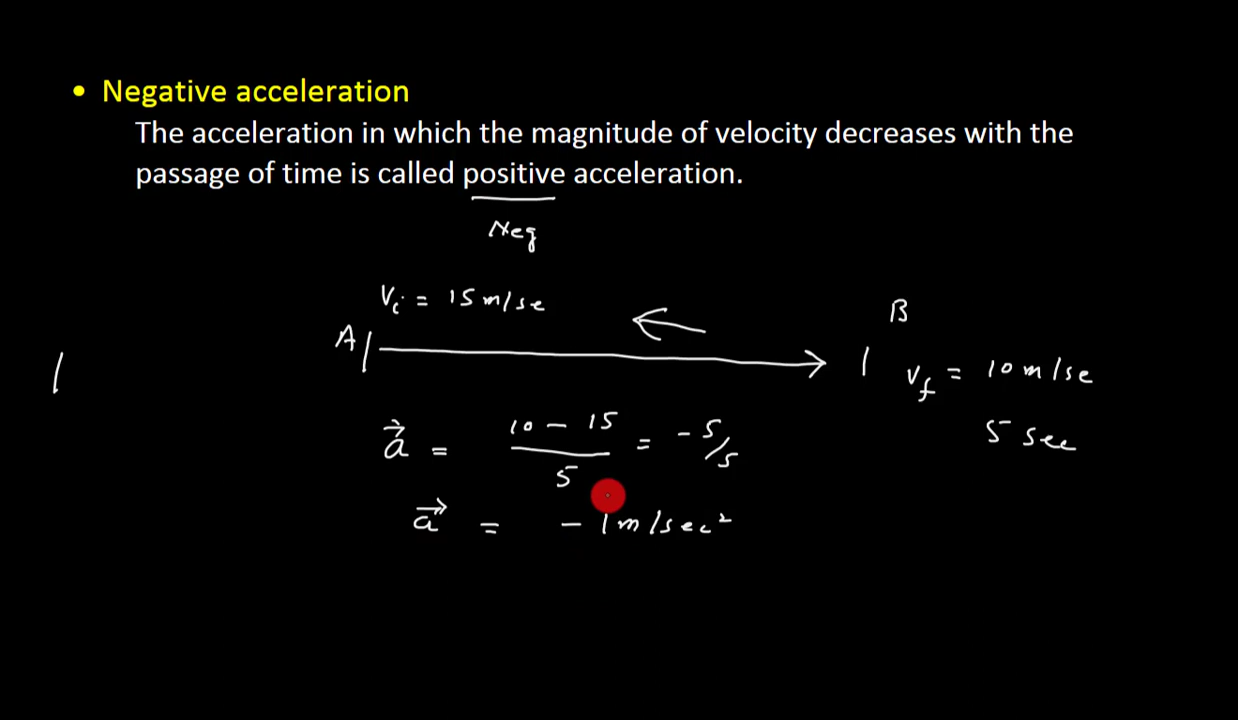 • Negative acceleration
The acceleration in which the magnitude of velocity decreases with the
passage of time is called positive acceleration.
Neg
Vi = 15 m/se
A
B
Vf = 10 m/se
5 sec
a⃗ = 10 - 15 / 5 = - 5/5
a⃗ = - 1 m/sec²